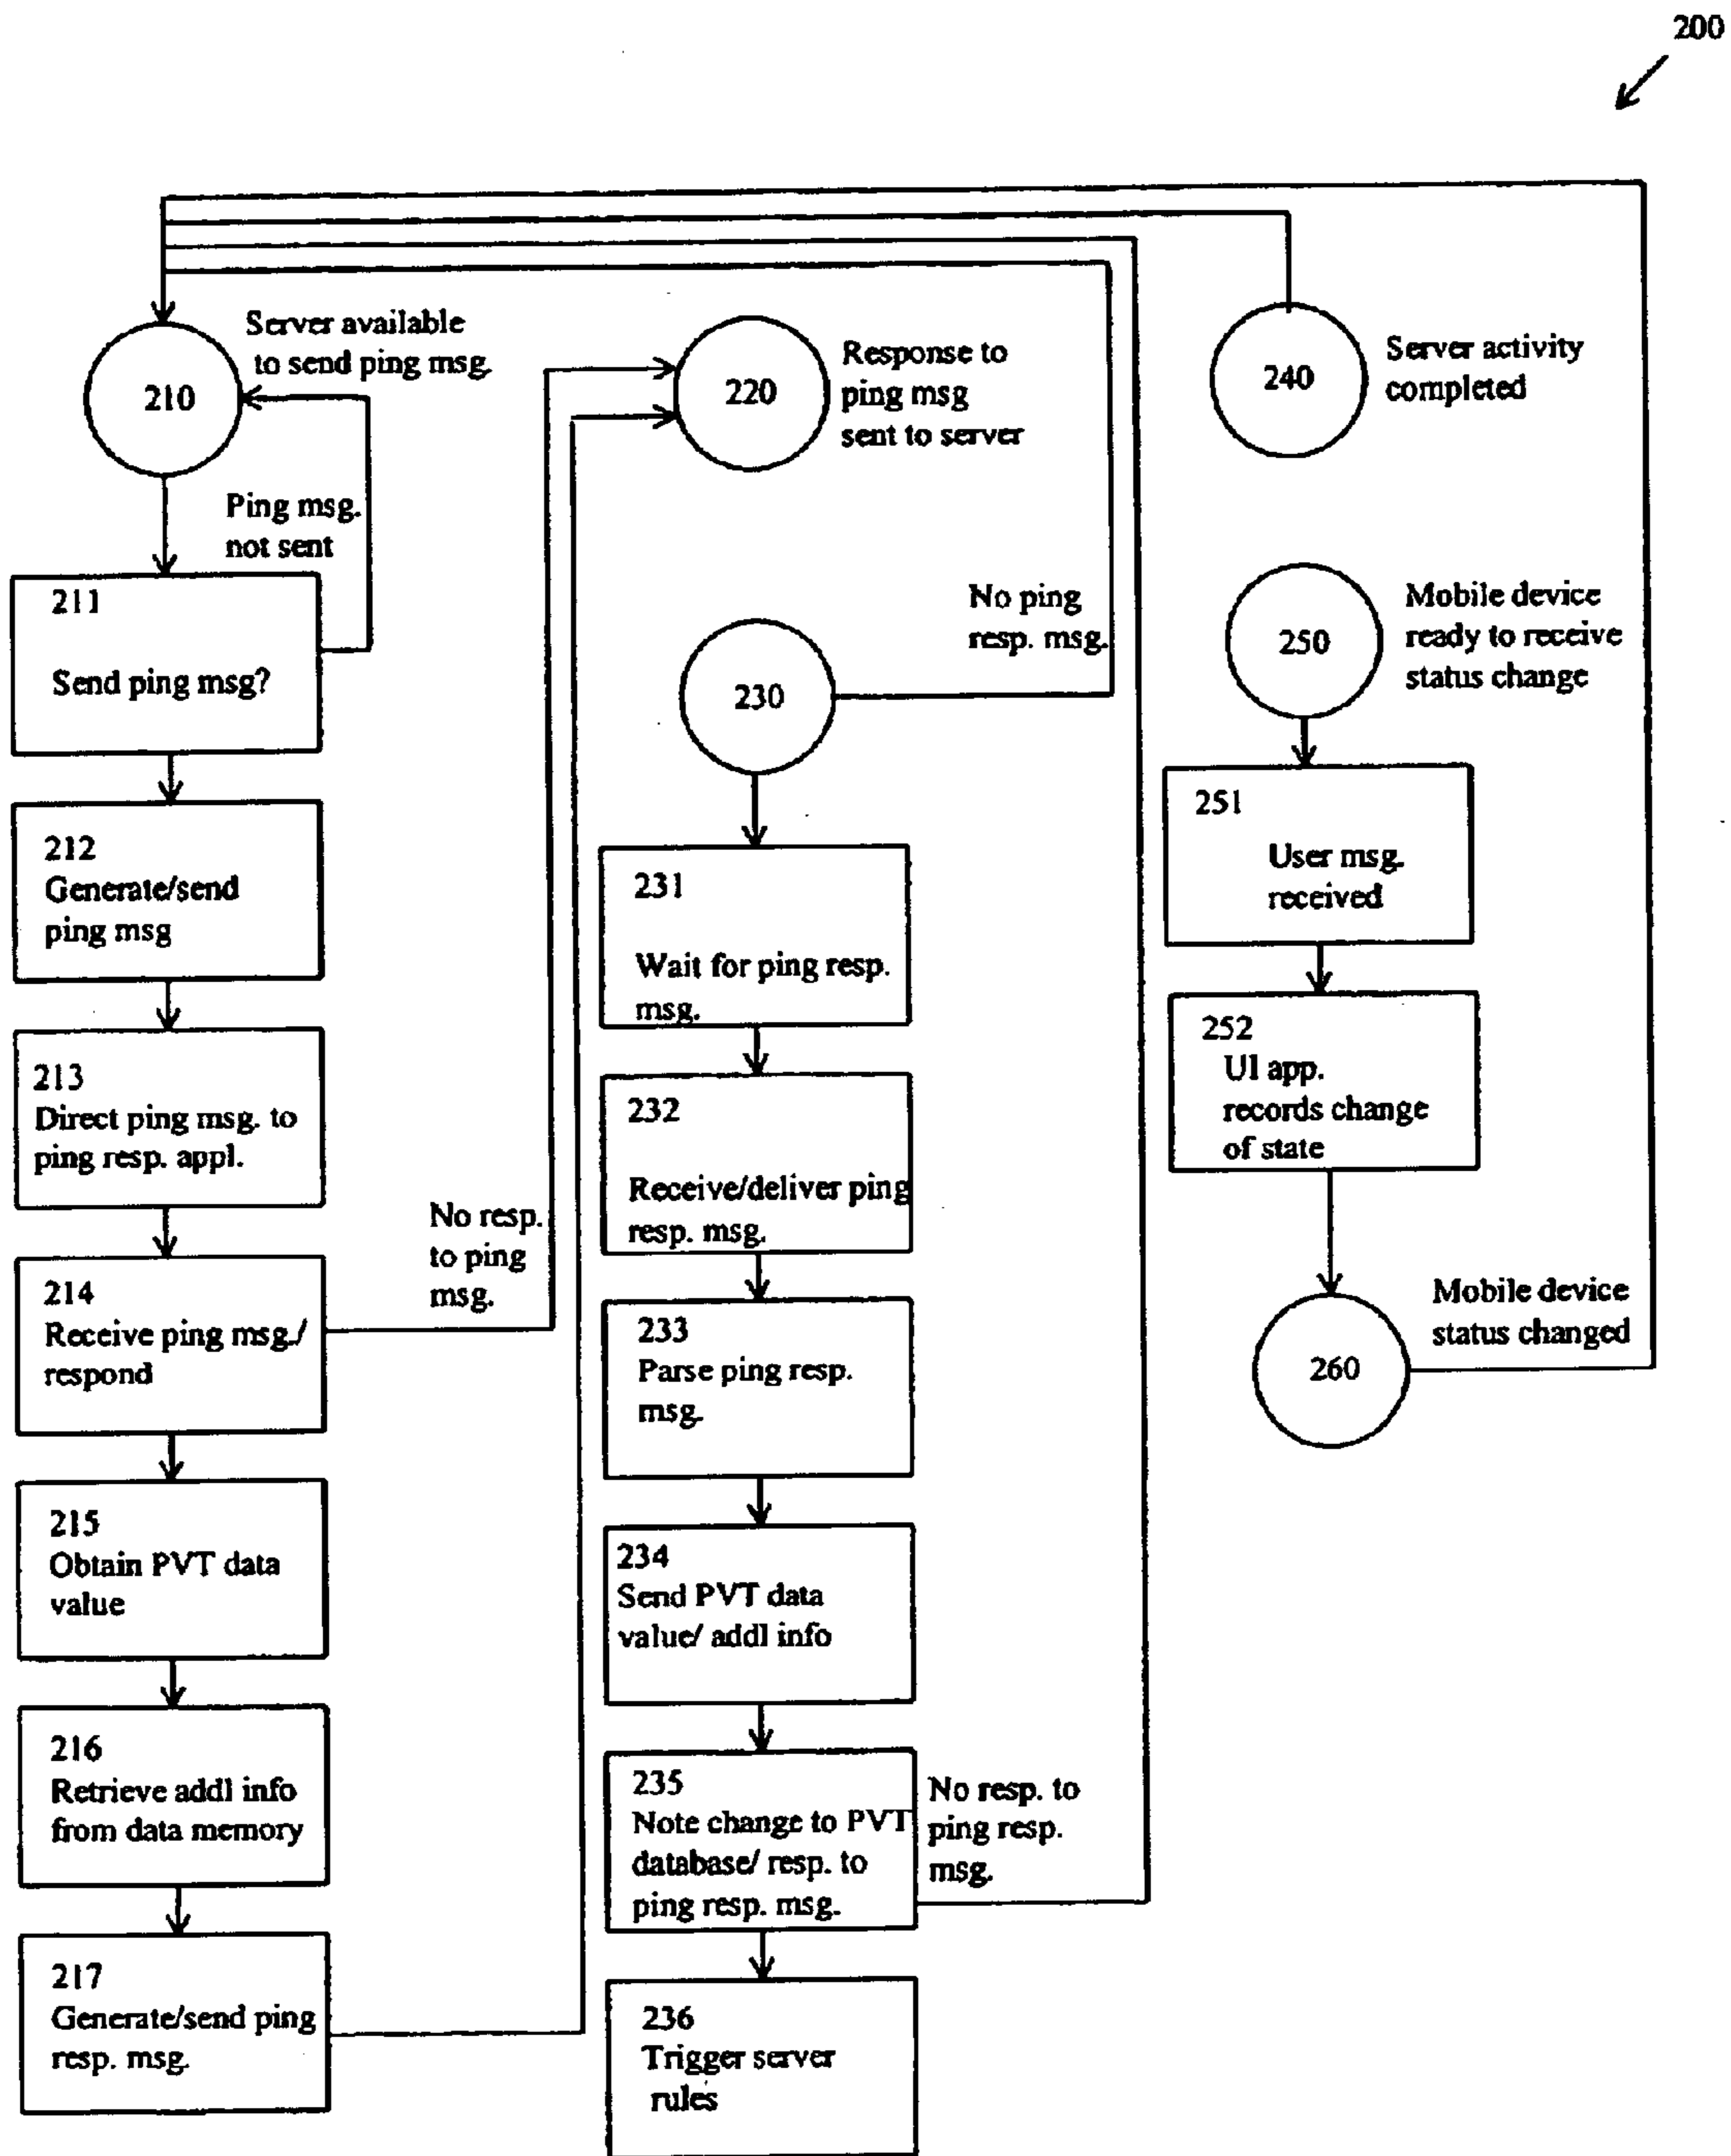 200
Server available
to send ping msg.
210
Ping msg.
not sent
211
Send ping msg?
212
Generate/send
ping msg
213
Direct ping msg. to
ping resp. appl.
214
Receive ping msg./
respond
No resp.
to ping
msg.
215
Obtain PVT data
value
216
Retrieve addl info
from data memory
217
Generate/send ping
resp. msg.
220
Response to
ping msg
sent to server
230
No ping
resp. msg.
231
Wait for ping resp.
msg.
232
Receive/deliver ping
resp. msg.
233
Parse ping resp.
msg.
234
Send PVT data
value/ addl info
235
Note change to PVT
database/ resp. to
ping resp. msg.
No resp. to
ping resp.
msg.
236
Trigger server
rules
240
Server activity
completed
250
Mobile device
ready to receive
status change
251
User msg.
received
252
UI app.
records change
of state
260
Mobile device
status changed